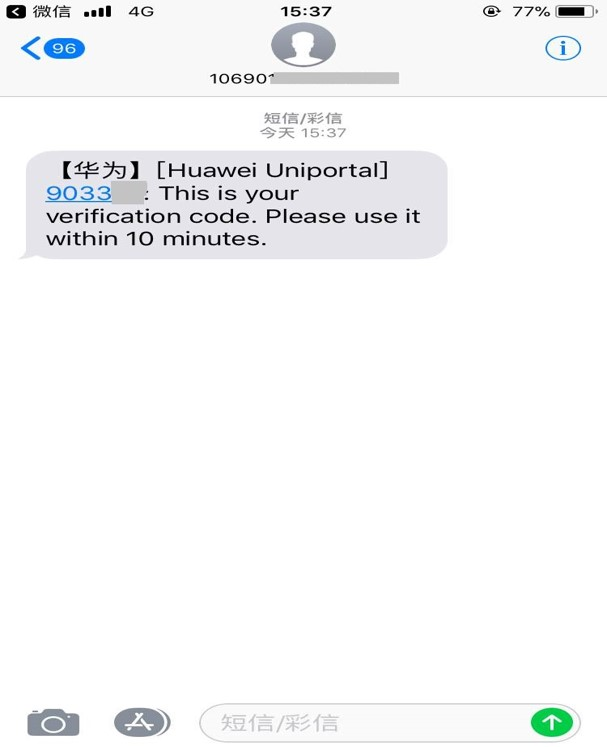 微信 4G 15:37 77%
96
10690
短信/彩信
今天 15:37
【华为】[Huawei Uniportal]
9033 : This is your
verification code. Please use it
within 10 minutes.
短信/彩信